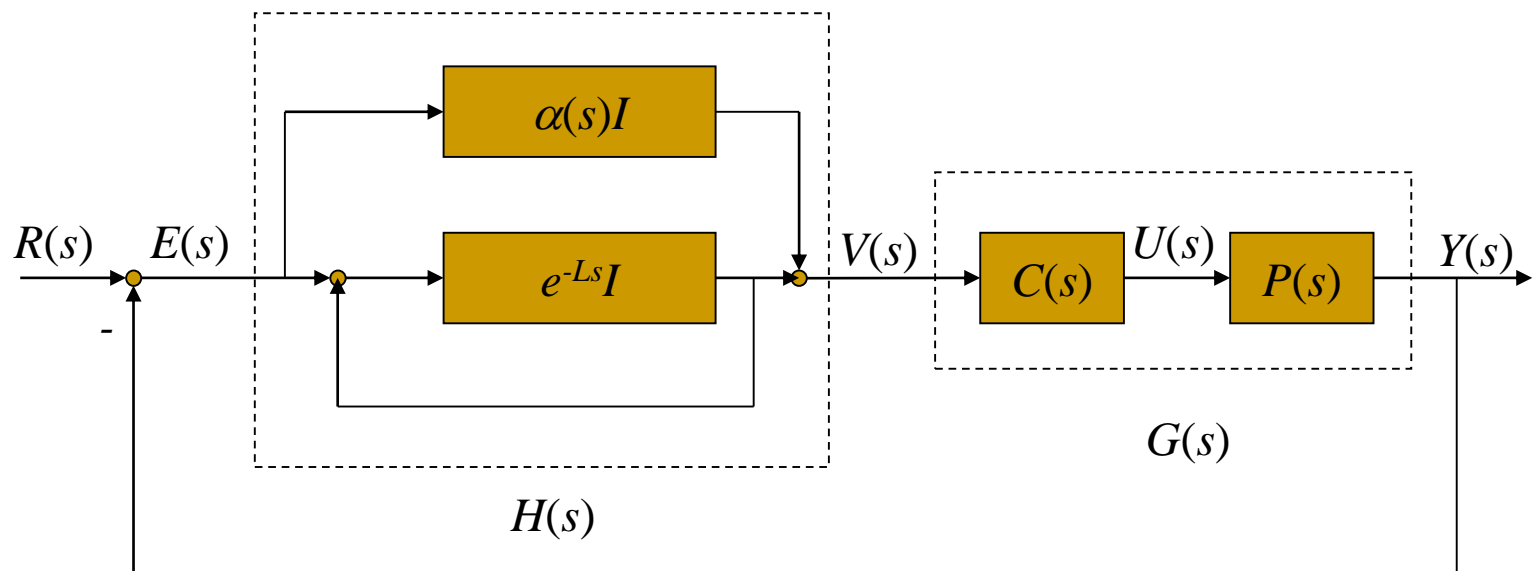 α(s)I
R(s)
E(s)
e^{-Ls}I
V(s)
C(s)
U(s)
P(s)
Y(s)
-
G(s)
H(s)